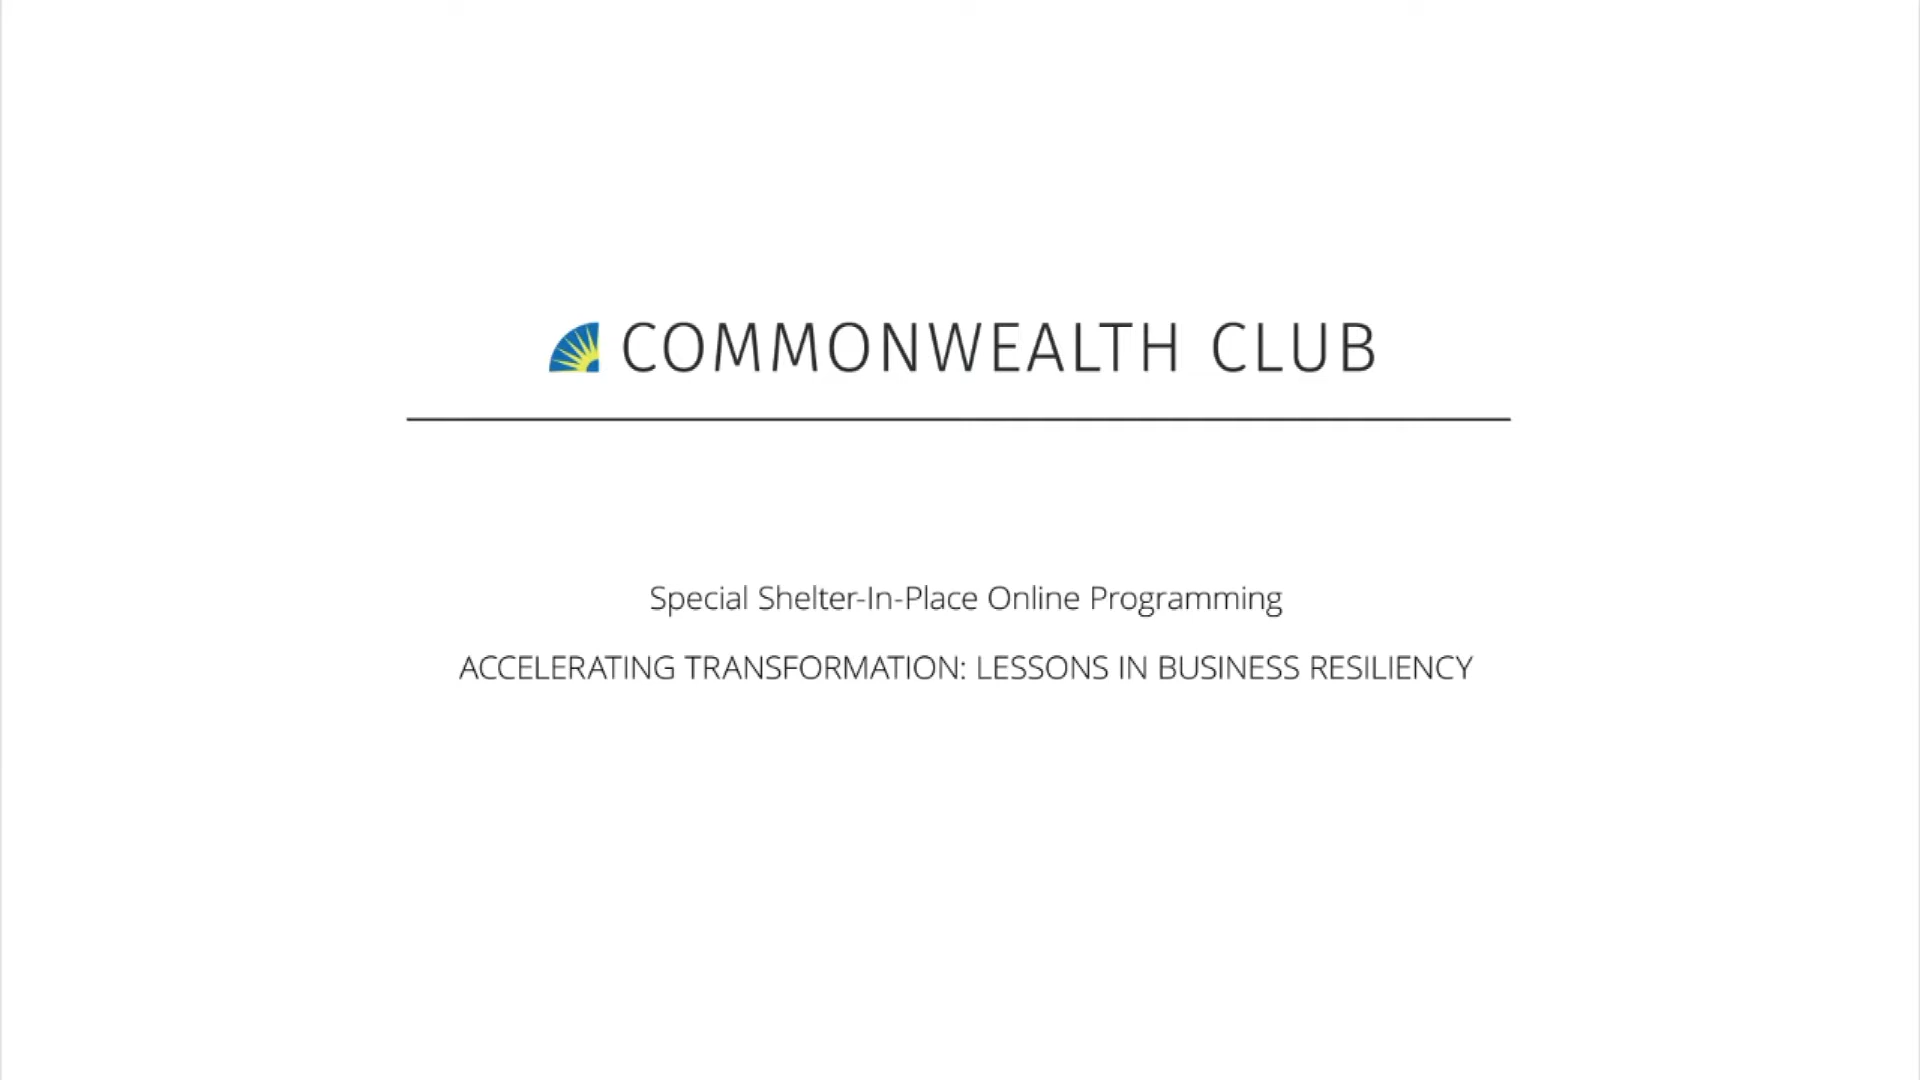 COMMONWEALTH CLUB
Special Shelter-In-Place Online Programming
ACCELERATING TRANSFORMATION: LESSONS IN BUSINESS RESILIENCY